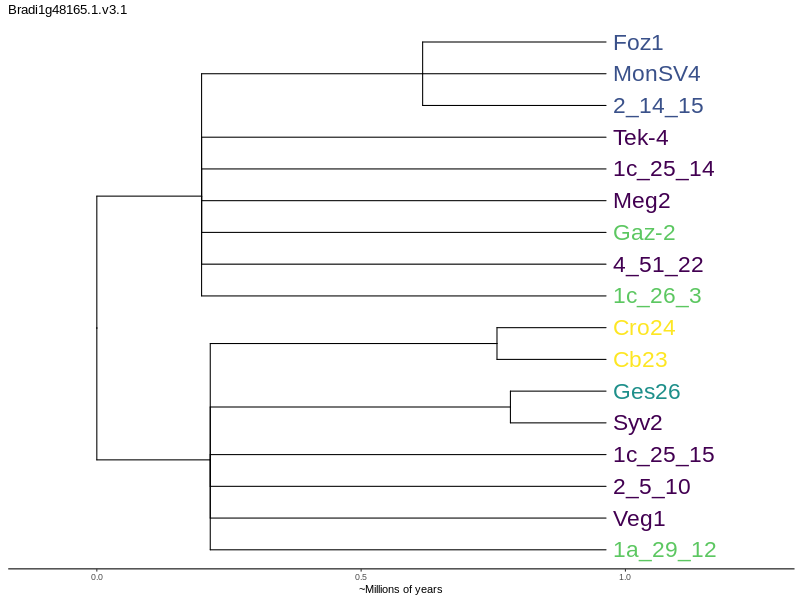 Bradi1g48165.1.v3.1
Foz1
MonSV4
2_14_15
Tek-4
1c_25_14
Meg2
Gaz-2
4_51_22
1c_26_3
Cro24
Cb23
Ges26
Syv2
1c_25_15
2_5_10
Veg1
1a_29_12
0.0 0.5 1.0
~Millions of years